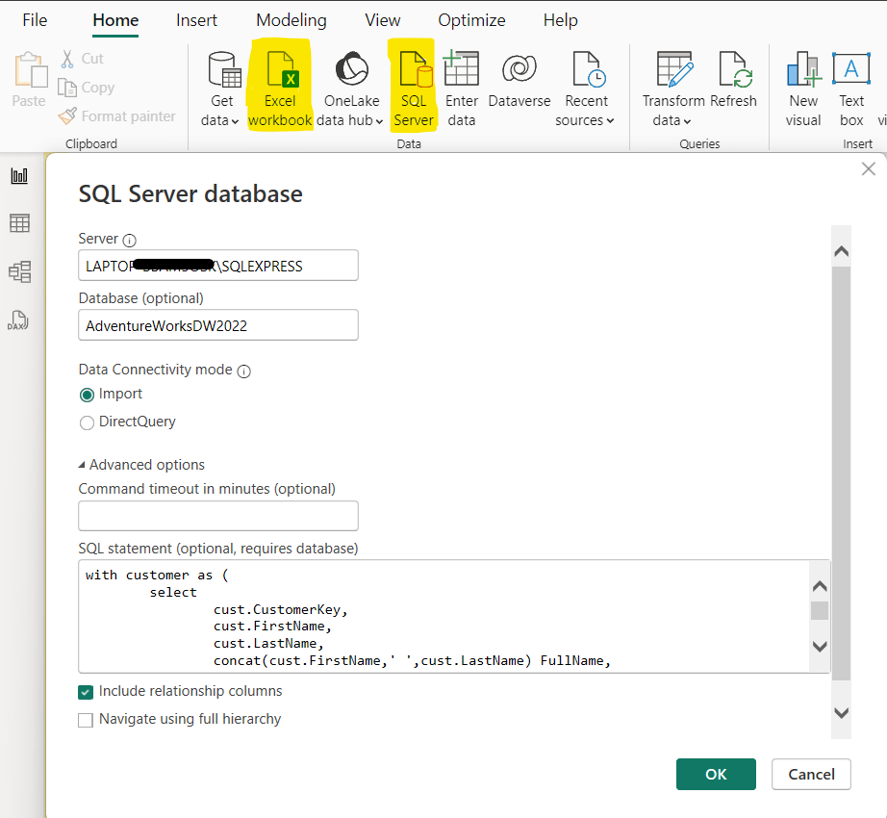 File Home Insert Modeling View Optimize Help
Paste
Cut
Copy
Format painter
Clipboard
Get data
Excel workbook
OneLake data hub
SQL Server
Enter data
Dataverse
Recent sources
Data
Transform data
Refresh
Queries
New visual
Text box
Insert
X
A
DAX
SQL Server database
Server
LAPTOP \SQLEXPRESS
Database (optional)
AdventureWorksDW2022
Data Connectivity mode
Import
DirectQuery
Advanced options
Command timeout in minutes (optional)
SQL statement (optional, requires database)
with customer as (
select
cust.CustomerKey,
cust.FirstName,
cust.LastName,
concat(cust.FirstName,' ',cust.LastName) FullName,
Include relationship columns
Navigate using full hierarchy
OK Cancel